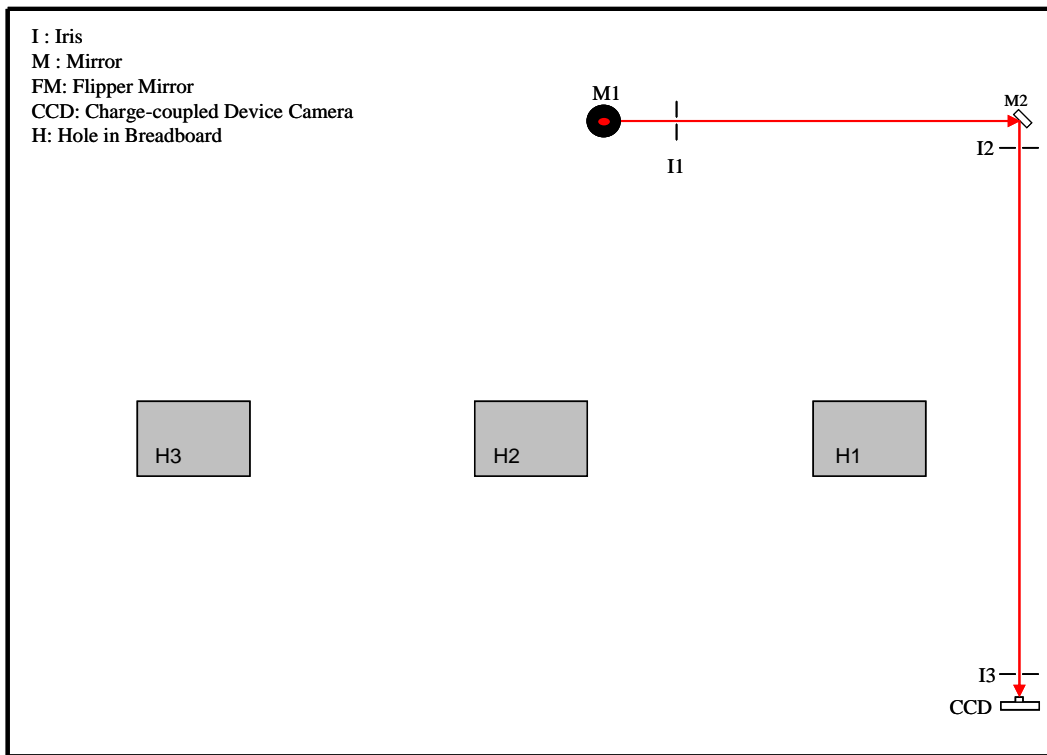 I : Iris
M : Mirror
FM: Flipper Mirror
CCD: Charge-coupled Device Camera
H: Hole in Breadboard
M1
M2
I1
I2
H3
H2
H1
I3
CCD